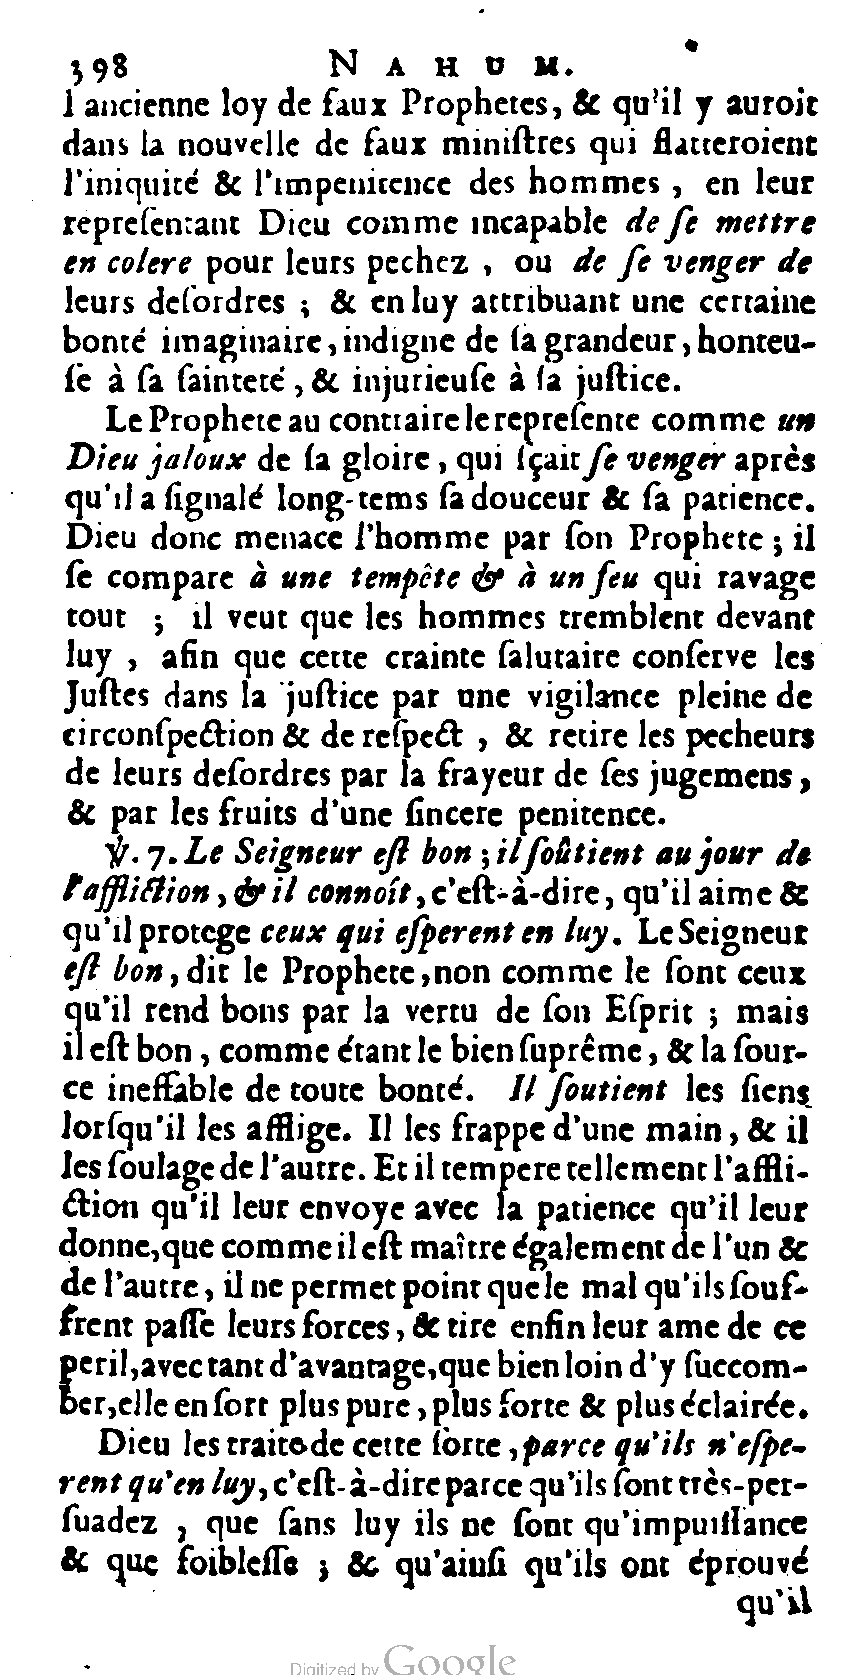 398 NAHUM.
l'ancienne loy de faux Prophetes, & qu'il y auroit
dans la nouvelle de faux miniſtres qui flatteroient
l'iniquité & l'impenitence des hommes, en leur
repreſentant Dieu comme incapable de ſe mettre
en colere pour leurs pechez, ou de ſe venger de
leurs deſordres ; & en luy attribuant une certaine
bonté imaginaire, indigne de ſa grandeur, honteu-
ſe à ſa ſainteté, & injurieuſe à ſa juſtice.
Le Prophete au contraire le repreſente comme un
Dieu jaloux de ſa gloire, qui ſçait ſe venger après
qu'il a ſignalé long-tems ſa douceur & ſa patience.
Dieu donc menace l'homme par ſon Prophete ; il
ſe compare à une tempête & à un feu qui ravage
tout ; il veut que les hommes tremblent devant
luy, afin que cette crainte ſalutaire conſerve les
Juſtes dans la juſtice par une vigilance pleine de
circonſpection & de reſpect, & retire les pecheurs
de leurs deſordres par la frayeur de ſes jugemens,
& par les fruits d'une ſincere penitence.
℣. 7. Le Seigneur eſt bon ; il ſoûtient au jour de
l'affliction, & il connoît, c'eſt-à-dire, qu'il aime &
qu'il protege ceux qui eſperent en luy. Le Seigneur
eſt bon, dit le Prophete, non comme le ſont ceux
qu'il rend bons par la vertu de ſon Eſprit ; mais
il eſt bon, comme étant le bien ſuprême, & la ſour-
ce ineffable de toute bonté. Il ſoutient les ſiens
lorſqu'il les afflige. Il les frappe d'une main, & il
les ſoulage de l'autre. Et il tempere tellement l'affli-
ction qu'il leur envoye avec la patience qu'il leur
donne, que comme il eſt maître également de l'un &
de l'autre, il ne permet point que le mal qu'ils ſouf-
frent paſſe leurs forces, & tire enfin leur ame de ce
peril, avec tant d'avantage, que bien loin d'y ſuccom-
ber, elle en ſort plus pure, plus forte & plus éclairée.
Dieu les traite de cette ſorte, parce qu'ils n'eſpe-
rent qu'en luy, c'eſt-à-dire parce qu'ils ſont très-per-
ſuadez, que ſans luy ils ne ſont qu'impuiſſance
& que foibleſſe ; & qu'ainſi qu'ils ont éprouvé
qu'il
Digitized by Google